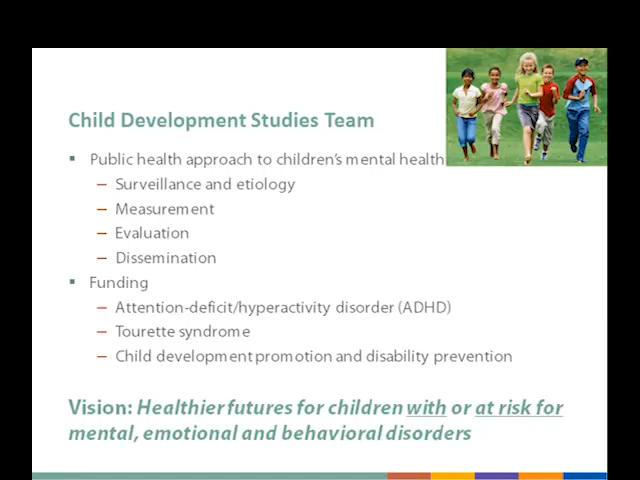 Child Development Studies Team
▪ Public health approach to children's mental health
– Surveillance and etiology
– Measurement
– Evaluation
– Dissemination
▪ Funding
– Attention-deficit/hyperactivity disorder (ADHD)
– Tourette syndrome
– Child development promotion and disability prevention
Vision: Healthier futures for children with or at risk for
mental, emotional and behavioral disorders